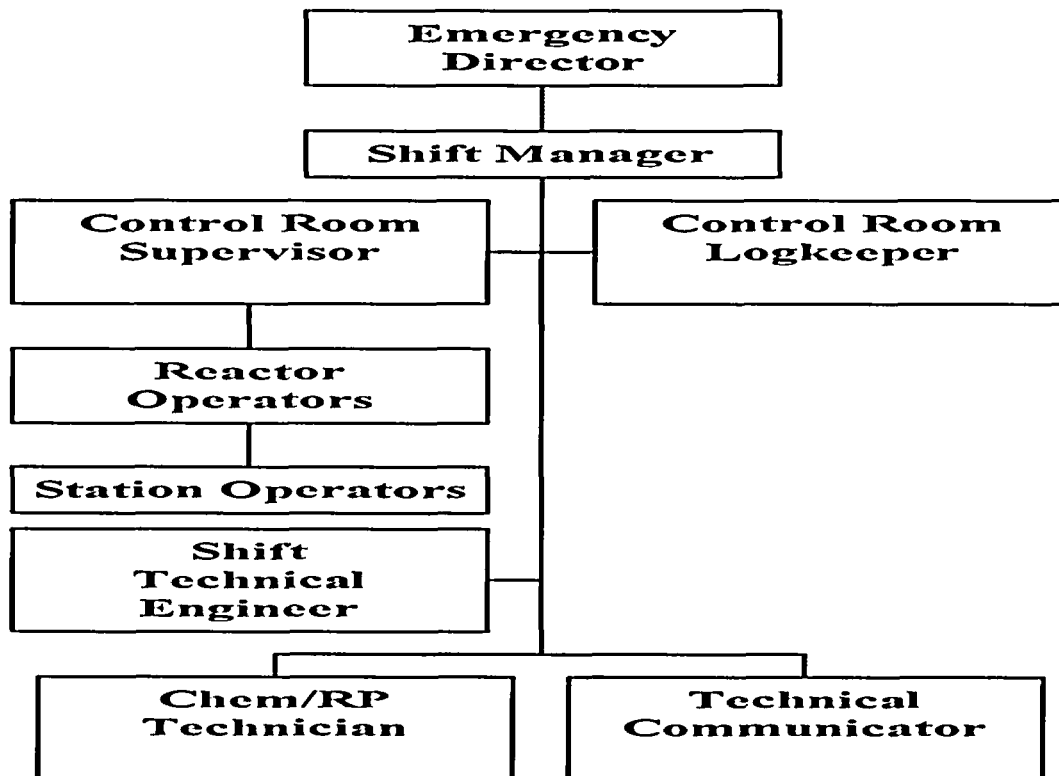 Emergency
Director
Shift Manager
Control Room
Supervisor
Control Room
Logkeeper
Reactor
Operators
Station Operators
Shift
Technical
Engineer
Chem/RP
Technician
Technical
Communicator